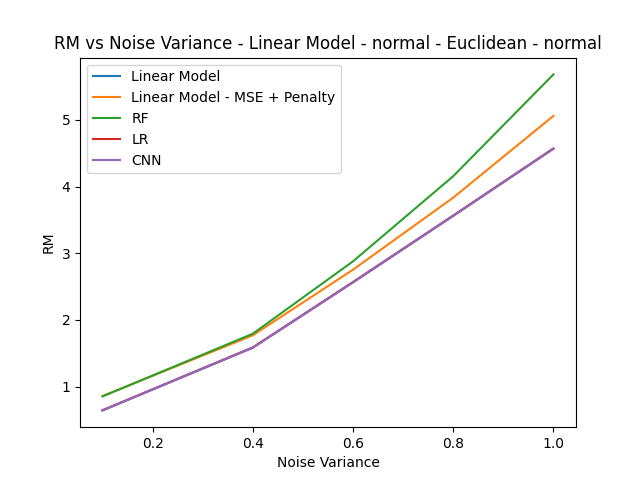 RM vs Noise Variance - Linear Model - normal - Euclidean - normal
Linear Model
Linear Model - MSE + Penalty
RF
LR
CNN
5
4
3
2
1
RM
0.2 0.4 0.6 0.8 1.0
Noise Variance